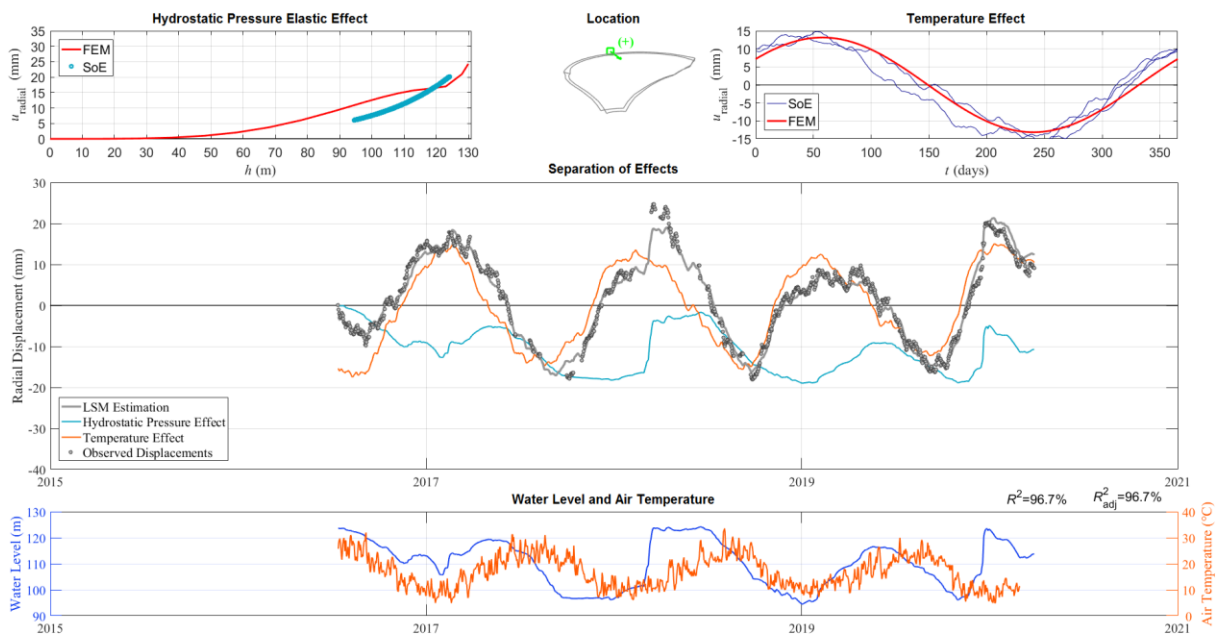 Hydrostatic Pressure Elastic Effect
Location
Temperature Effect
u radial (mm)
35
30
25
20
15
10
5
0
FEM
SoE
0 10 20 30 40 50 60 70 80 90 100 110 120 130
h (m)
(+)
u radial (mm)
15
10
5
0
-5
-10
-15
SoE
FEM
0 50 100 150 200 250 300 350
t (days)
Separation of Effects
Radial Displacement (mm)
30
20
10
0
-10
-20
-30
-40
LSM Estimation
Hydrostatic Pressure Effect
Temperature Effect
Observed Displacements
2015 2017 2019 2021
Water Level and Air Temperature
R²=96.7% R²adj=96.7%
Water Level (m)
130
120
110
100
90
40
30
20
10
0
Air Temperature (°C)
2015 2017 2019 2021